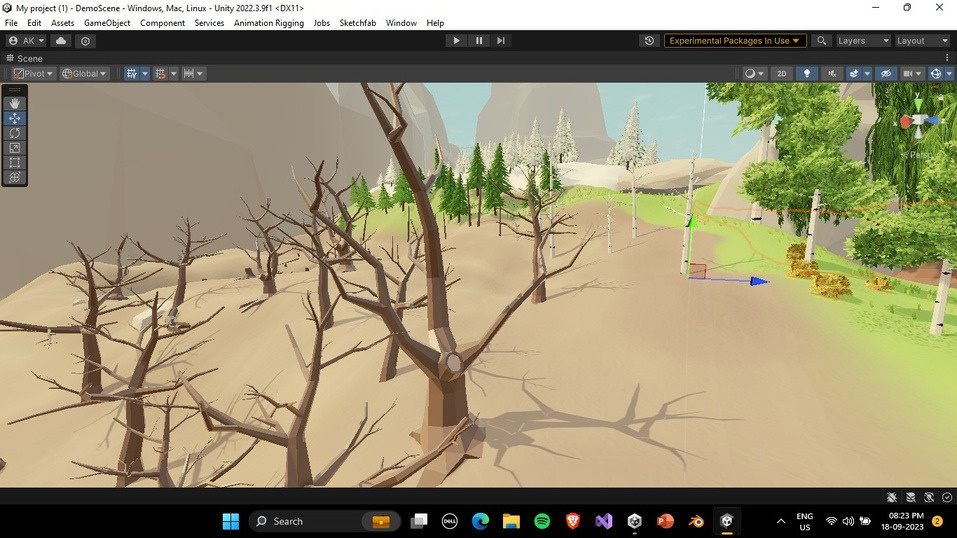 My project (1) - DemoScene - Windows, Mac, Linux - Unity 2022.3.9f1 <DX11>
File Edit Assets GameObject Component Services Animation Rigging Jobs Sketchfab Window Help
AK Experimental Packages In Use Layers Layout
Scene
Pivot Global 2D
Persp
Search
DELL
ENG
US
08:23 PM
18-09-2023
2